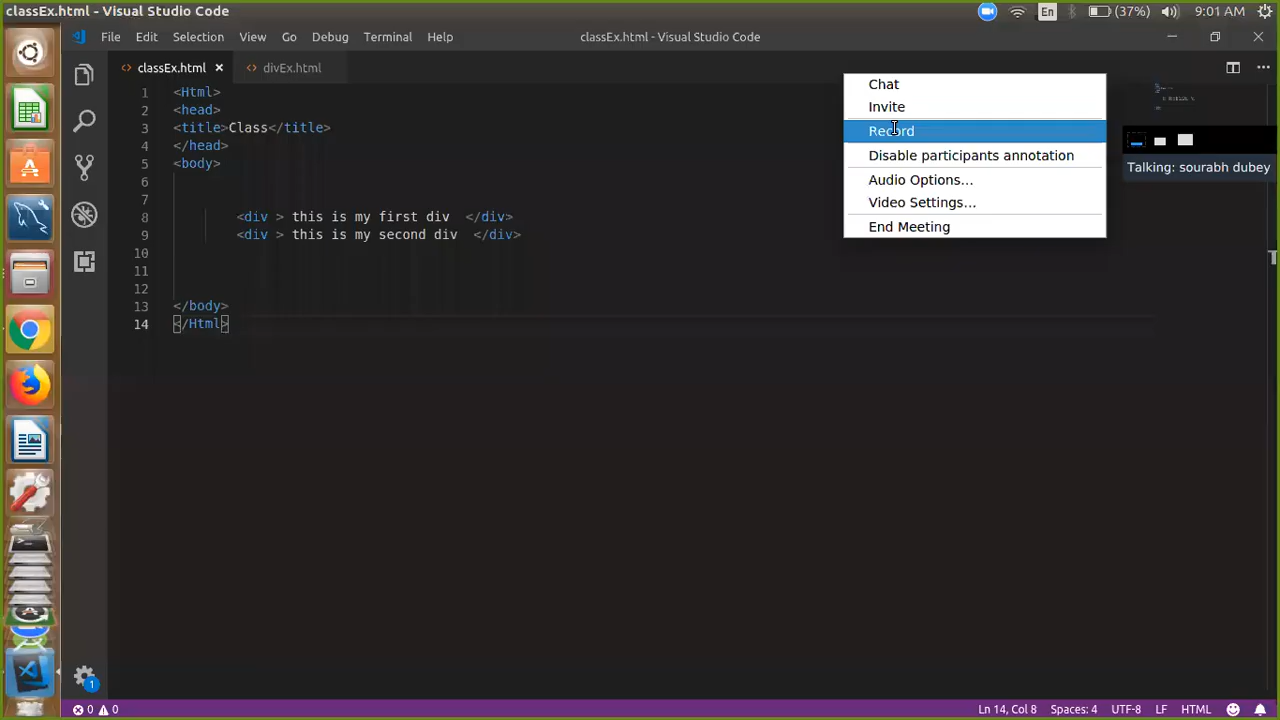 classEx.html - Visual Studio Code
En
(37%)
9:01 AM
File Edit Selection View Go Debug Terminal Help
classEx.html - Visual Studio Code
classEx.html
divEx.html
1 <Html>
2 <head>
3 <title>Class</title>
4 </head>
5 <body>
6
7
8 <div > this is my first div </div>
9 <div > this is my second div </div>
10
11
12
13 </body>
14 </Html>
Chat
Invite
Record
Disable participants annotation
Audio Options...
Video Settings...
End Meeting
Talking: sourabh dubey
1
0 0
Ln 14, Col 8
Spaces: 4
UTF-8
LF
HTML